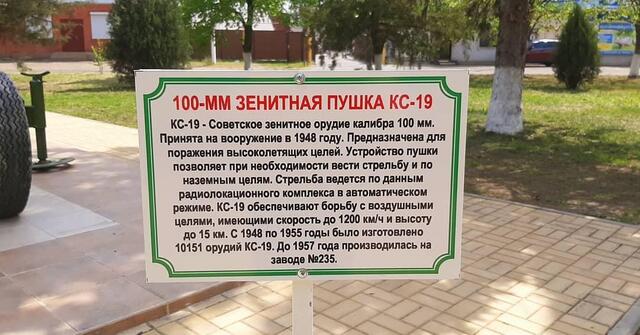 100-ММ ЗЕНИТНАЯ ПУШКА КС-19
КС-19 - Советское зенитное орудие калибра 100 мм.
Принята на вооружение в 1948 году. Предназначена для
поражения высоколетящих целей. Устройство пушки
позволяет при необходимости вести стрельбу и по
наземным целям. Стрельба ведется по данным
радиолокационного комплекса в автоматическом
режиме. КС-19 обеспечивают борьбу с воздушными
целями, имеющими скорость до 1200 км/ч и высоту
до 15 км. С 1948 по 1955 годы было изготовлено
10151 орудий КС-19. До 1957 года производилась на
заводе №235.